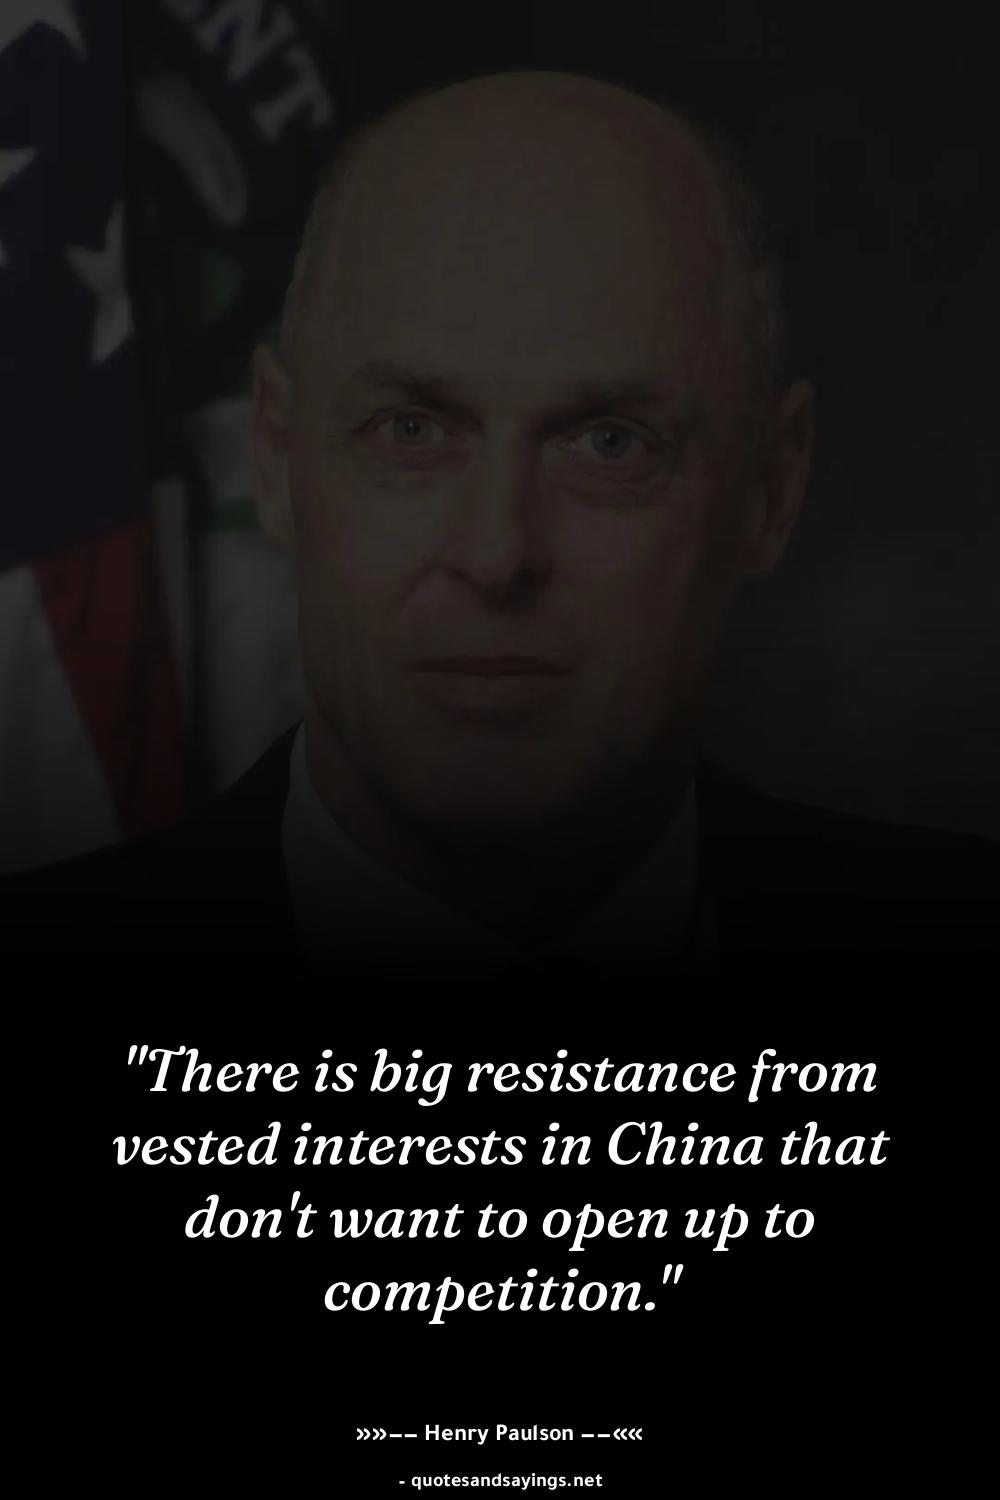 ENT
"There is big resistance from
vested interests in China that
don't want to open up to
competition."
»»−− Henry Paulson −−««
- quotesandsayings.net